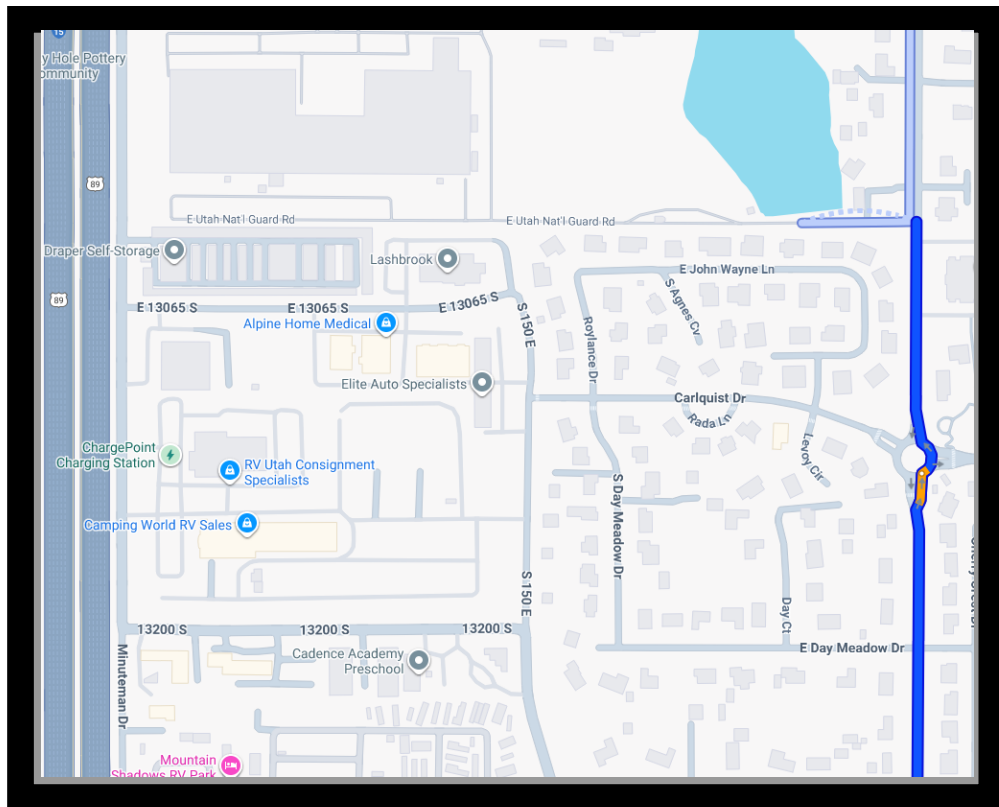 15
y Hole Pottery
ommunity
89
E Utah Nat'l Guard Rd
E Utah Nat'l Guard Rd
Draper Self-Storage
Lashbrook
E John Wayne Ln
89
E 13065 S
E 13065 S
E 13065 S
S Agnes Cv
Alpine Home Medical
S 150 E
Roylance Dr
Elite Auto Specialists
Carlquist Dr
Rada Ln
ChargePoint
Charging Station
RV Utah Consignment
Specialists
Levoy Cir
S Day Meadow Dr
Camping World RV Sales
S 150 E
Day Ct
13200 S
13200 S
13200 S
Minuteman Dr
Cadence Academy
Preschool
E Day Meadow Dr
Mountain
Shadows RV Park